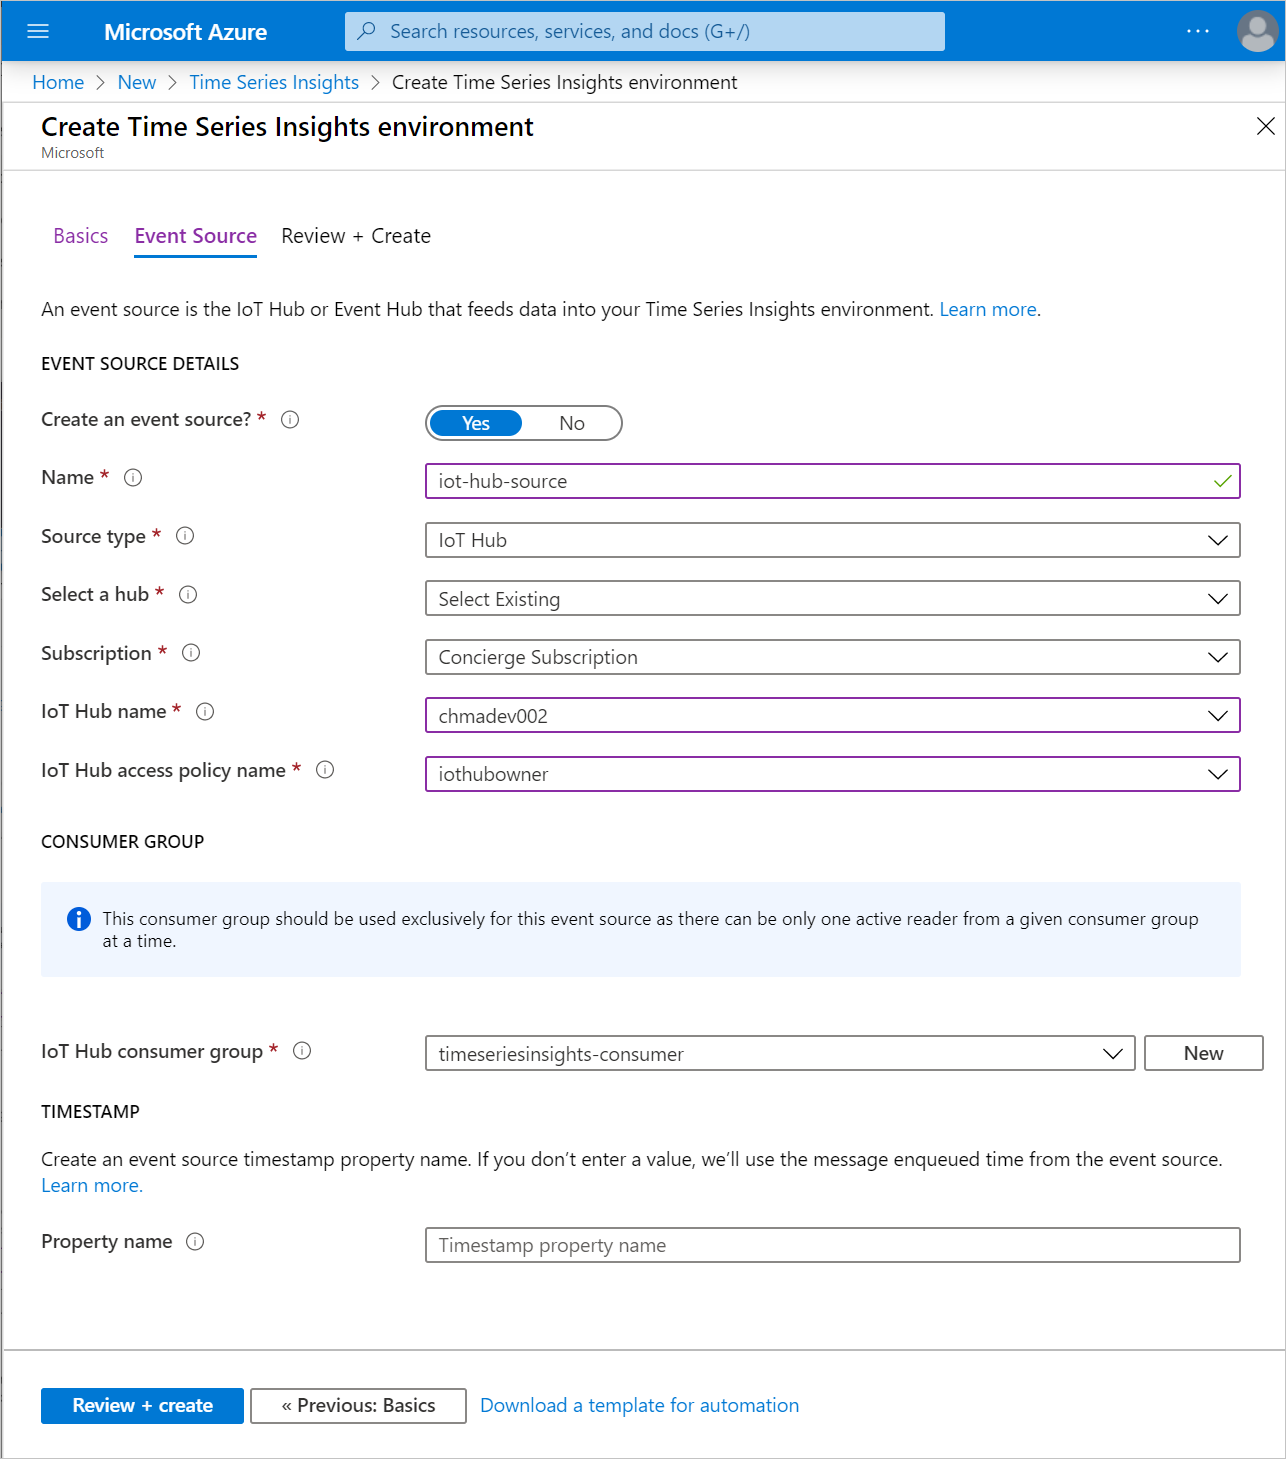 Microsoft Azure
Search resources, services, and docs (G+/)
Home > New > Time Series Insights > Create Time Series Insights environment
Create Time Series Insights environment
Microsoft
Basics Event Source Review + Create
An event source is the IoT Hub or Event Hub that feeds data into your Time Series Insights environment. Learn more.
EVENT SOURCE DETAILS
Create an event source? * Yes No
Name * iot-hub-source
Source type * IoT Hub
Select a hub * Select Existing
Subscription * Concierge Subscription
IoT Hub name * chmadev002
IoT Hub access policy name * iothubowner
CONSUMER GROUP
This consumer group should be used exclusively for this event source as there can be only one active reader from a given consumer group
at a time.
IoT Hub consumer group * timeseriesinsights-consumer New
TIMESTAMP
Create an event source timestamp property name. If you don’t enter a value, we’ll use the message enqueued time from the event source.
Learn more.
Property name Timestamp property name
Review + create « Previous: Basics Download a template for automation